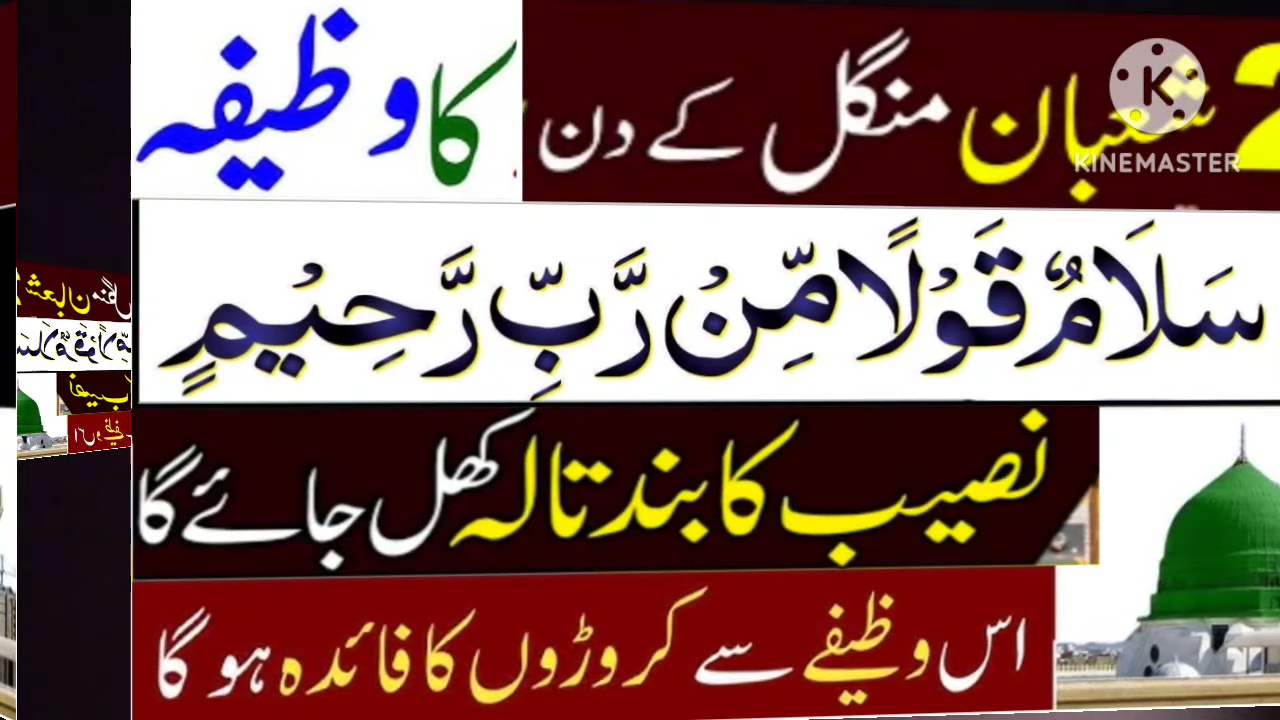 2 شعبان منگل کے دن کا وظیفہ
KINEMASTER
سَلَامٌ قَوْلًا مِّنْ رَّبٍّ رَّحِيْمٍ
نصیب کا بند تالہ کھل جائے گا
اس وظیفے سے کروڑوں کا فائدہ ہو گا